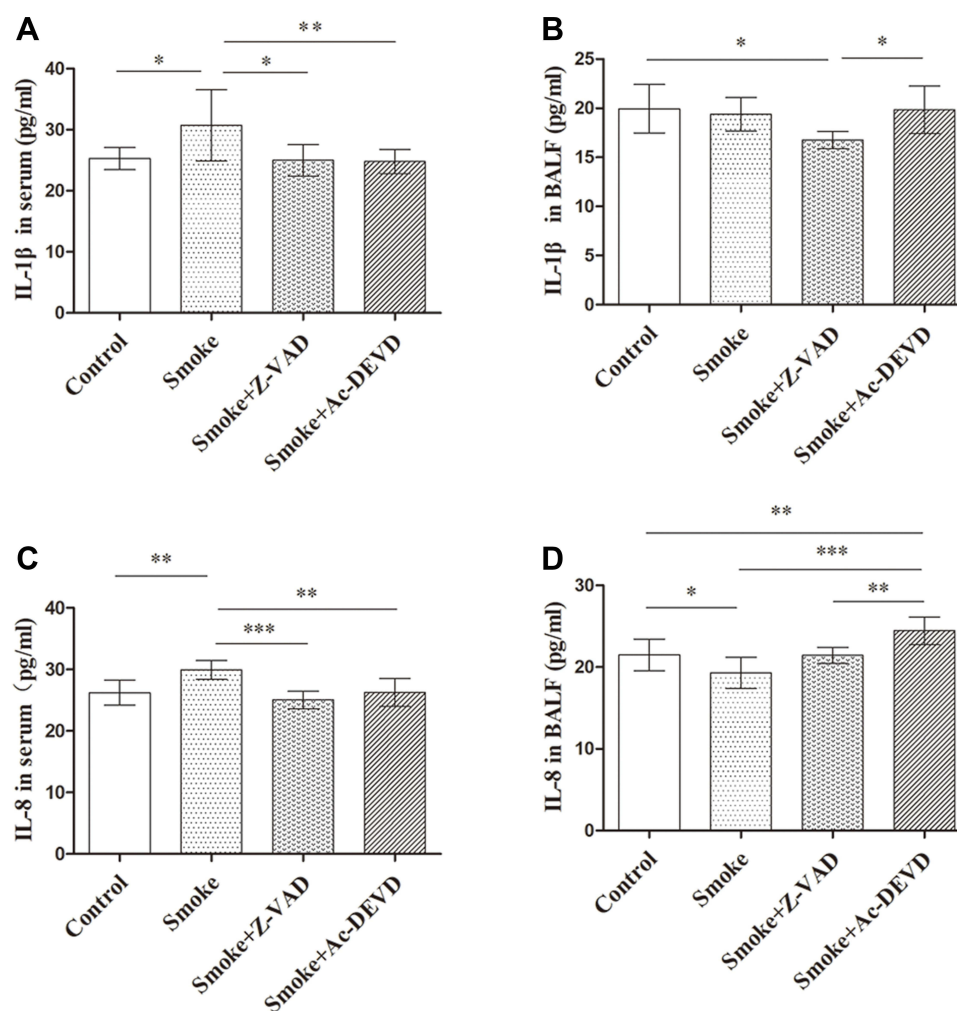 A
**
*
*
40
30
20
10
0
IL-1β in serum (pg/ml)
Control
Smoke
Smoke+Z-VAD
Smoke+Ac-DEVD
B
*
*
25
20
15
10
5
0
IL-1β in BALF (pg/ml)
Control
Smoke
Smoke+Z-VAD
Smoke+Ac-DEVD
C
**
**
***
40
30
20
10
0
IL-8 in serum（pg/ml)
Control
Smoke
Smoke+Z-VAD
Smoke+Ac-DEVD
D
**
***
*
**
30
20
10
0
IL-8 in BALF (pg/ml)
Control
Smoke
Smoke+Z-VAD
Smoke+Ac-DEVD